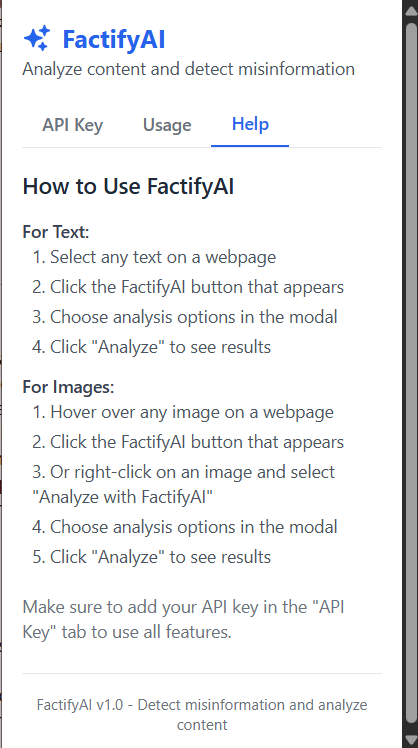 FactifyAI
Analyze content and detect misinformation
API Key Usage Help
How to Use FactifyAI
For Text:
1. Select any text on a webpage
2. Click the FactifyAI button that appears
3. Choose analysis options in the modal
4. Click "Analyze" to see results
For Images:
1. Hover over any image on a webpage
2. Click the FactifyAI button that appears
3. Or right-click on an image and select
"Analyze with FactifyAI"
4. Choose analysis options in the modal
5. Click "Analyze" to see results
Make sure to add your API key in the "API
Key" tab to use all features.
FactifyAI v1.0 - Detect misinformation and analyze
content